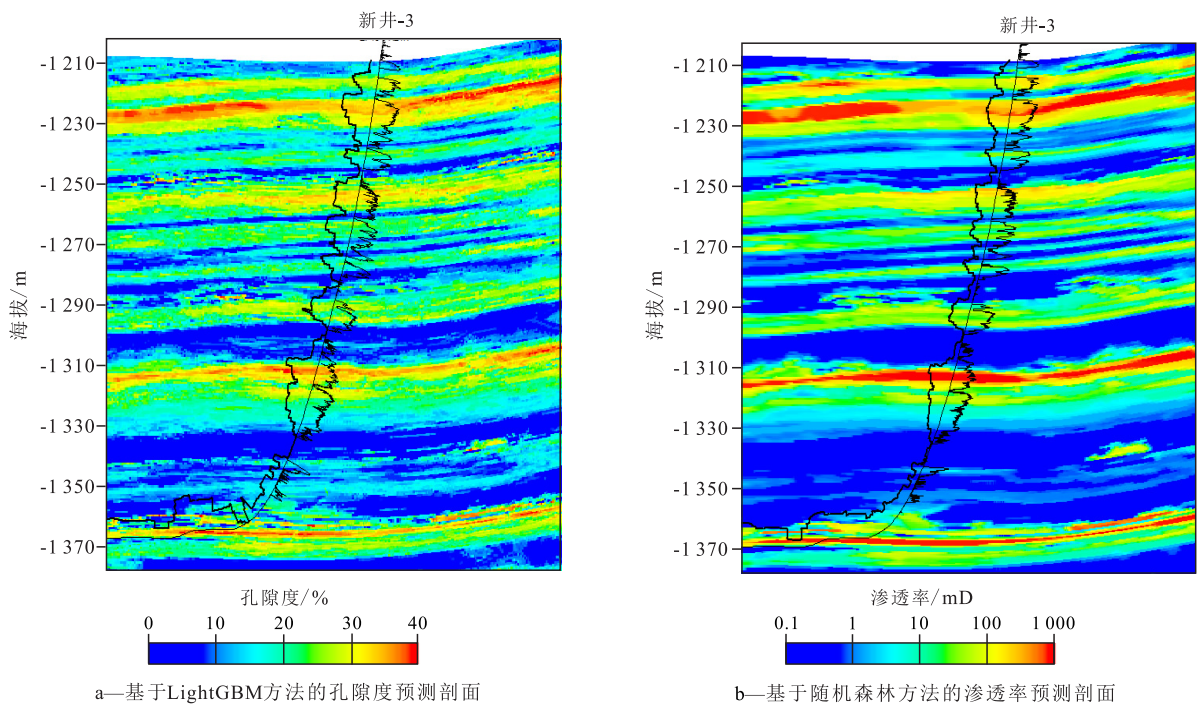 新井-3
-1 210
-1 230
-1 250
-1 270
-1 290
-1 310
-1 330
-1 350
-1 370
海拔/m
孔隙度/%
0 10 20 30 40
a—基于LightGBM方法的孔隙度预测剖面
新井-3
-1 210
-1 230
-1 250
-1 270
-1 290
-1 310
-1 330
-1 350
-1 370
海拔/m
渗透率/mD
0.1 1 10 100 1 000
b—基于随机森林方法的渗透率预测剖面